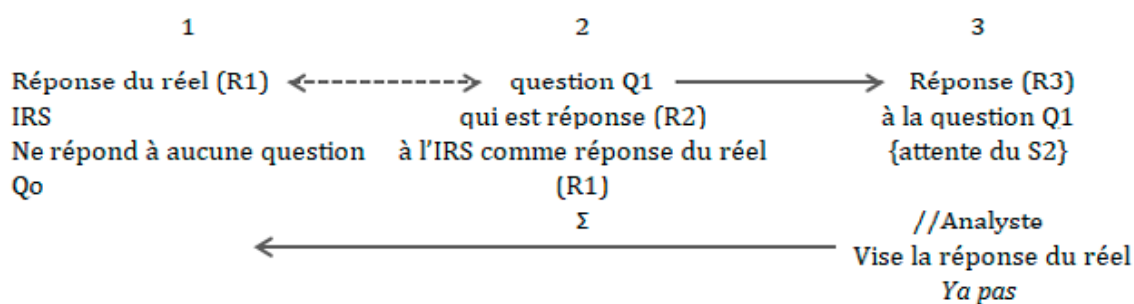 1 2 3
Réponse du réel (R1) question Q1 Réponse (R3)
IRS qui est réponse (R2) à la question Q1
Ne répond à aucune question à l’IRS comme réponse du réel {attente du S2}
Qo (R1)
Σ //Analyste
Vise la réponse du réel
Ya pas